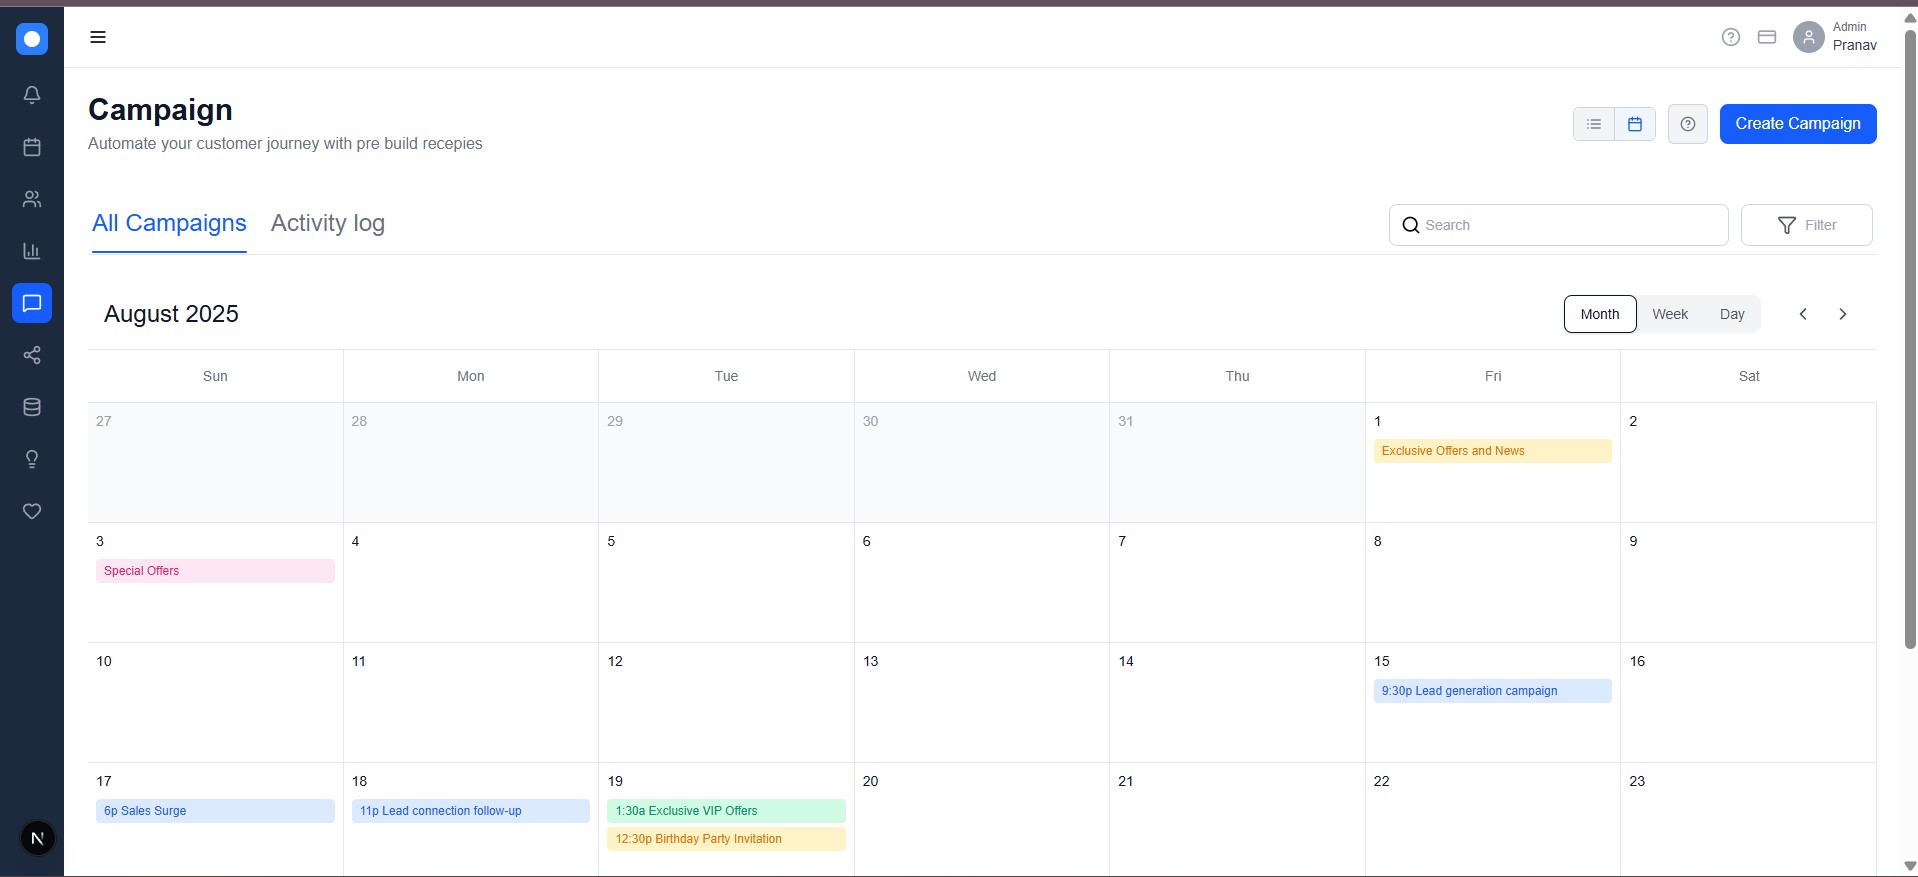 Admin
Pranav
Campaign
Automate your customer journey with pre build recepies
Create Campaign
All Campaigns Activity log
Search
Filter
August 2025
Month Week Day
Sun Mon Tue Wed Thu Fri Sat
27 28 29 30 31 1 2
Exclusive Offers and News
3 4 5 6 7 8 9
Special Offers
10 11 12 13 14 15 16
9:30p Lead generation campaign
17 18 19 20 21 22 23
6p Sales Surge 11p Lead connection follow-up 1:30a Exclusive VIP Offers
12:30p Birthday Party Invitation
N